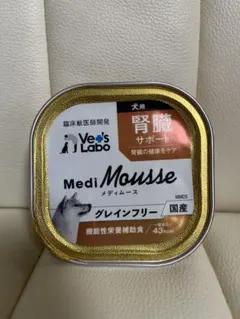 臨床獣医師開発
Vet's Labo
犬用
腎臓
サポート
腎臓の健康をケア
Medi Mousse
メディムース
グレインフリー
国産
機能性栄養補助食